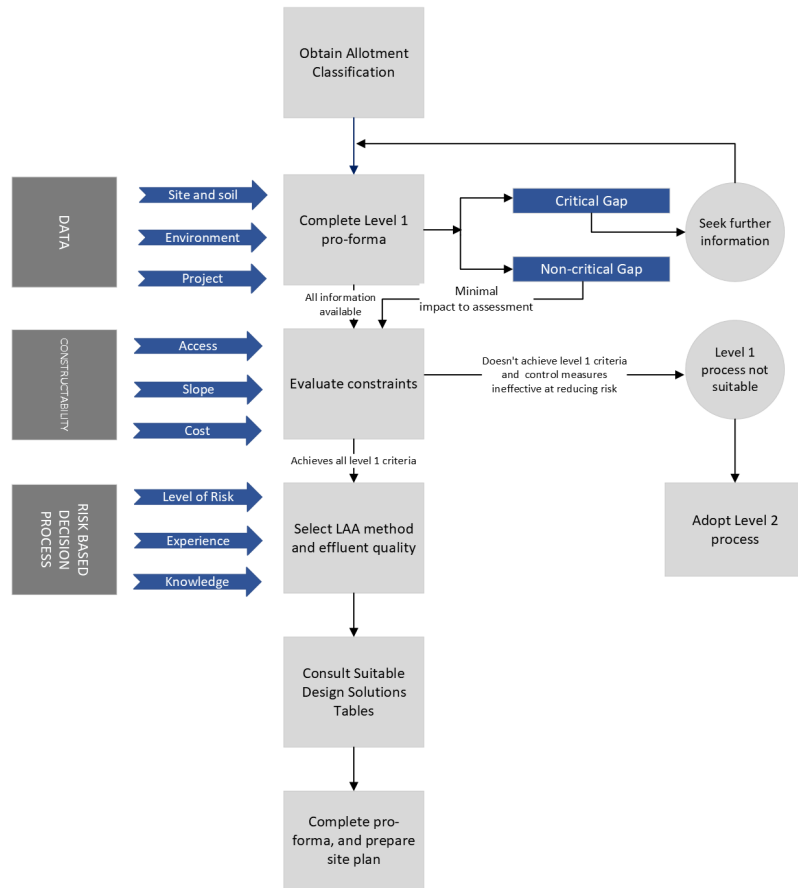 Obtain Allotment
Classification
DATA
Site and soil
Environment
Project
Complete Level 1
pro-forma
Critical Gap
Non-critical Gap
Seek further
information
All information
available
Minimal
impact to assessment
CONSTRUCTABILITY
Access
Slope
Cost
Evaluate constraints
Doesn't achieve level 1 criteria
and control measures
ineffective at reducing risk
Level 1
process not
suitable
Achieves all level 1 criteria
RISK BASED
DECISION
PROCESS
Level of Risk
Experience
Knowledge
Select LAA method
and effluent quality
Adopt Level 2
process
Consult Suitable
Design Solutions
Tables
Complete pro-
forma, and prepare
site plan